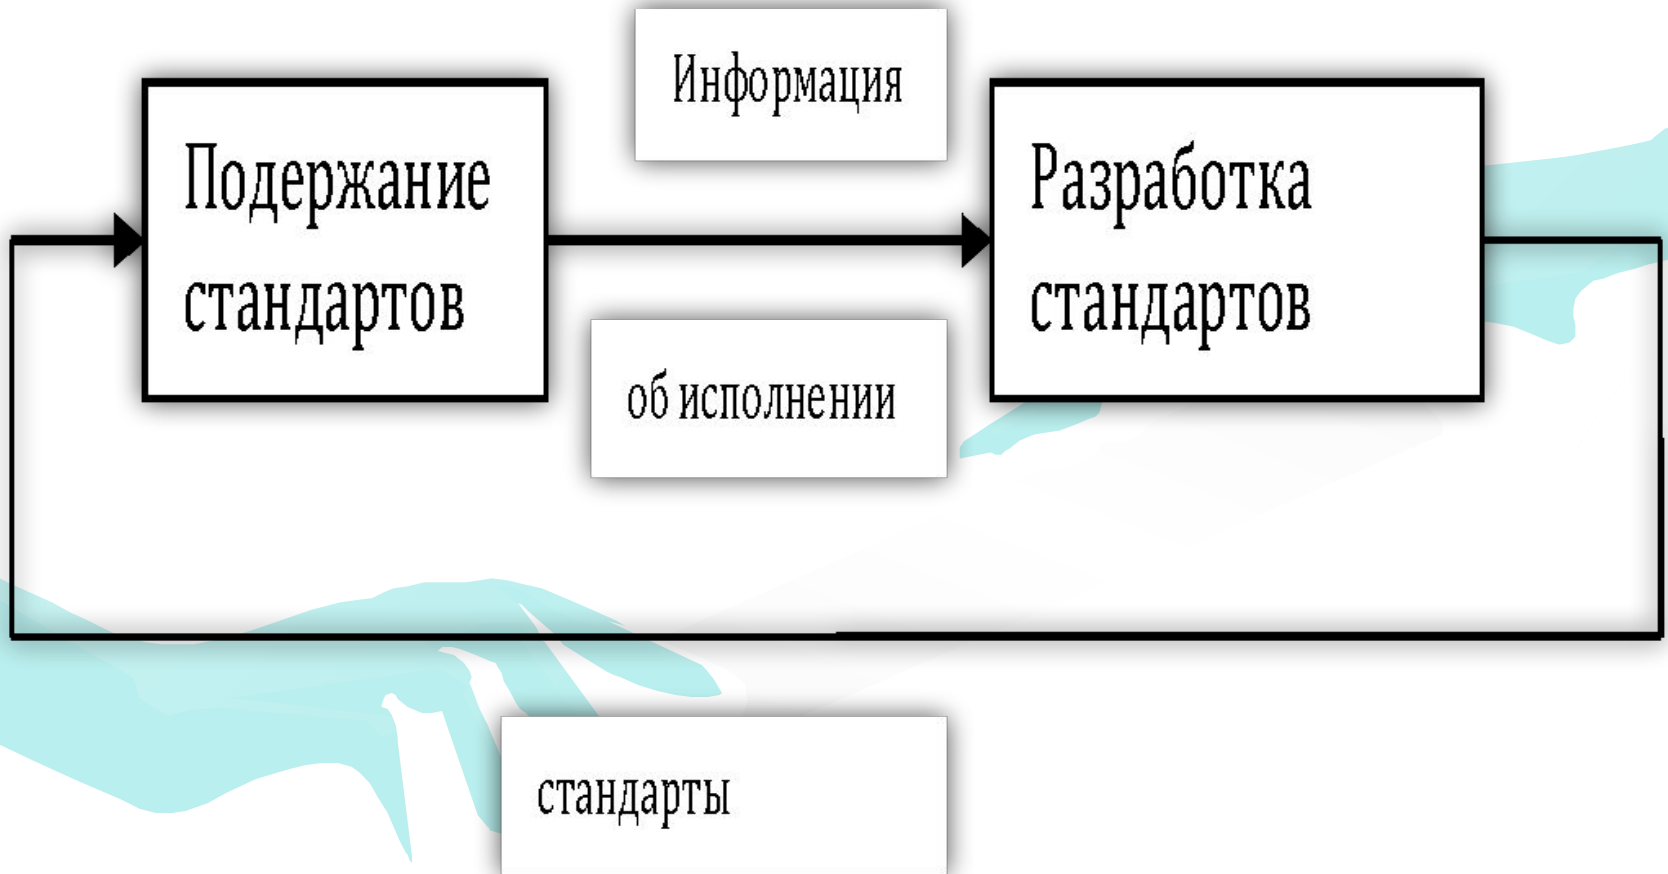 Информация
Подержание
стандартов
Разработка
стандартов
об исполнении
стандарты